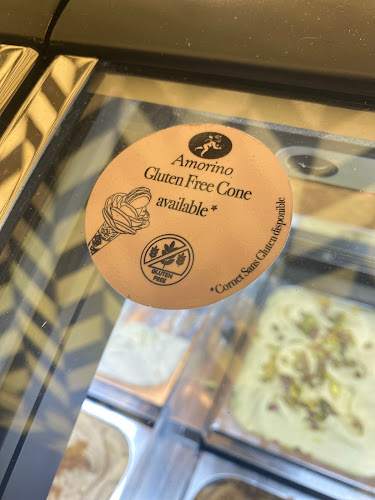 Amorino
Gluten Free Cone
available *
GLUTEN
FREE
*Cornet Sans Gluten disponible